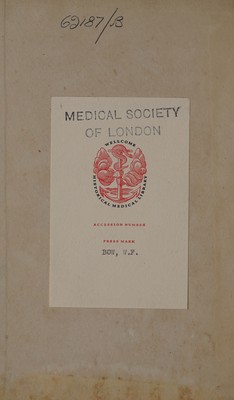 62187/B
MEDICAL SOCIETY
OF LONDON
WELLCOME
HISTORICAL MEDICAL LIBRARY
ACCESSION NUMBER
PRESS MARK
DOW, W.F.